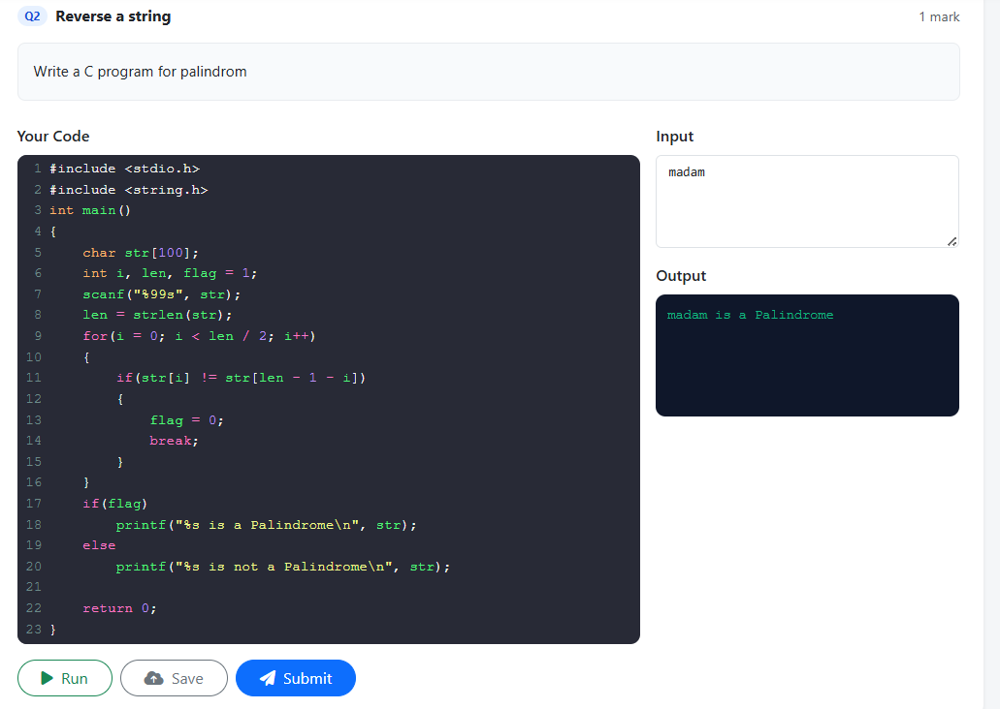 Q2 Reverse a string 1 mark
Write a C program for palindrom
Your Code
1 #include <stdio.h>
2 #include <string.h>
3 int main()
4 {
5     char str[100];
6     int i, len, flag = 1;
7     scanf("%99s", str);
8     len = strlen(str);
9     for(i = 0; i < len / 2; i++)
10     {
11         if(str[i] != str[len - 1 - i])
12         {
13             flag = 0;
14             break;
15         }
16     }
17     if(flag)
18         printf("%s is a Palindrome\n", str);
19     else
20         printf("%s is not a Palindrome\n", str);
21
22     return 0;
23 }
Input
madam
Output
madam is a Palindrome
Run Save Submit